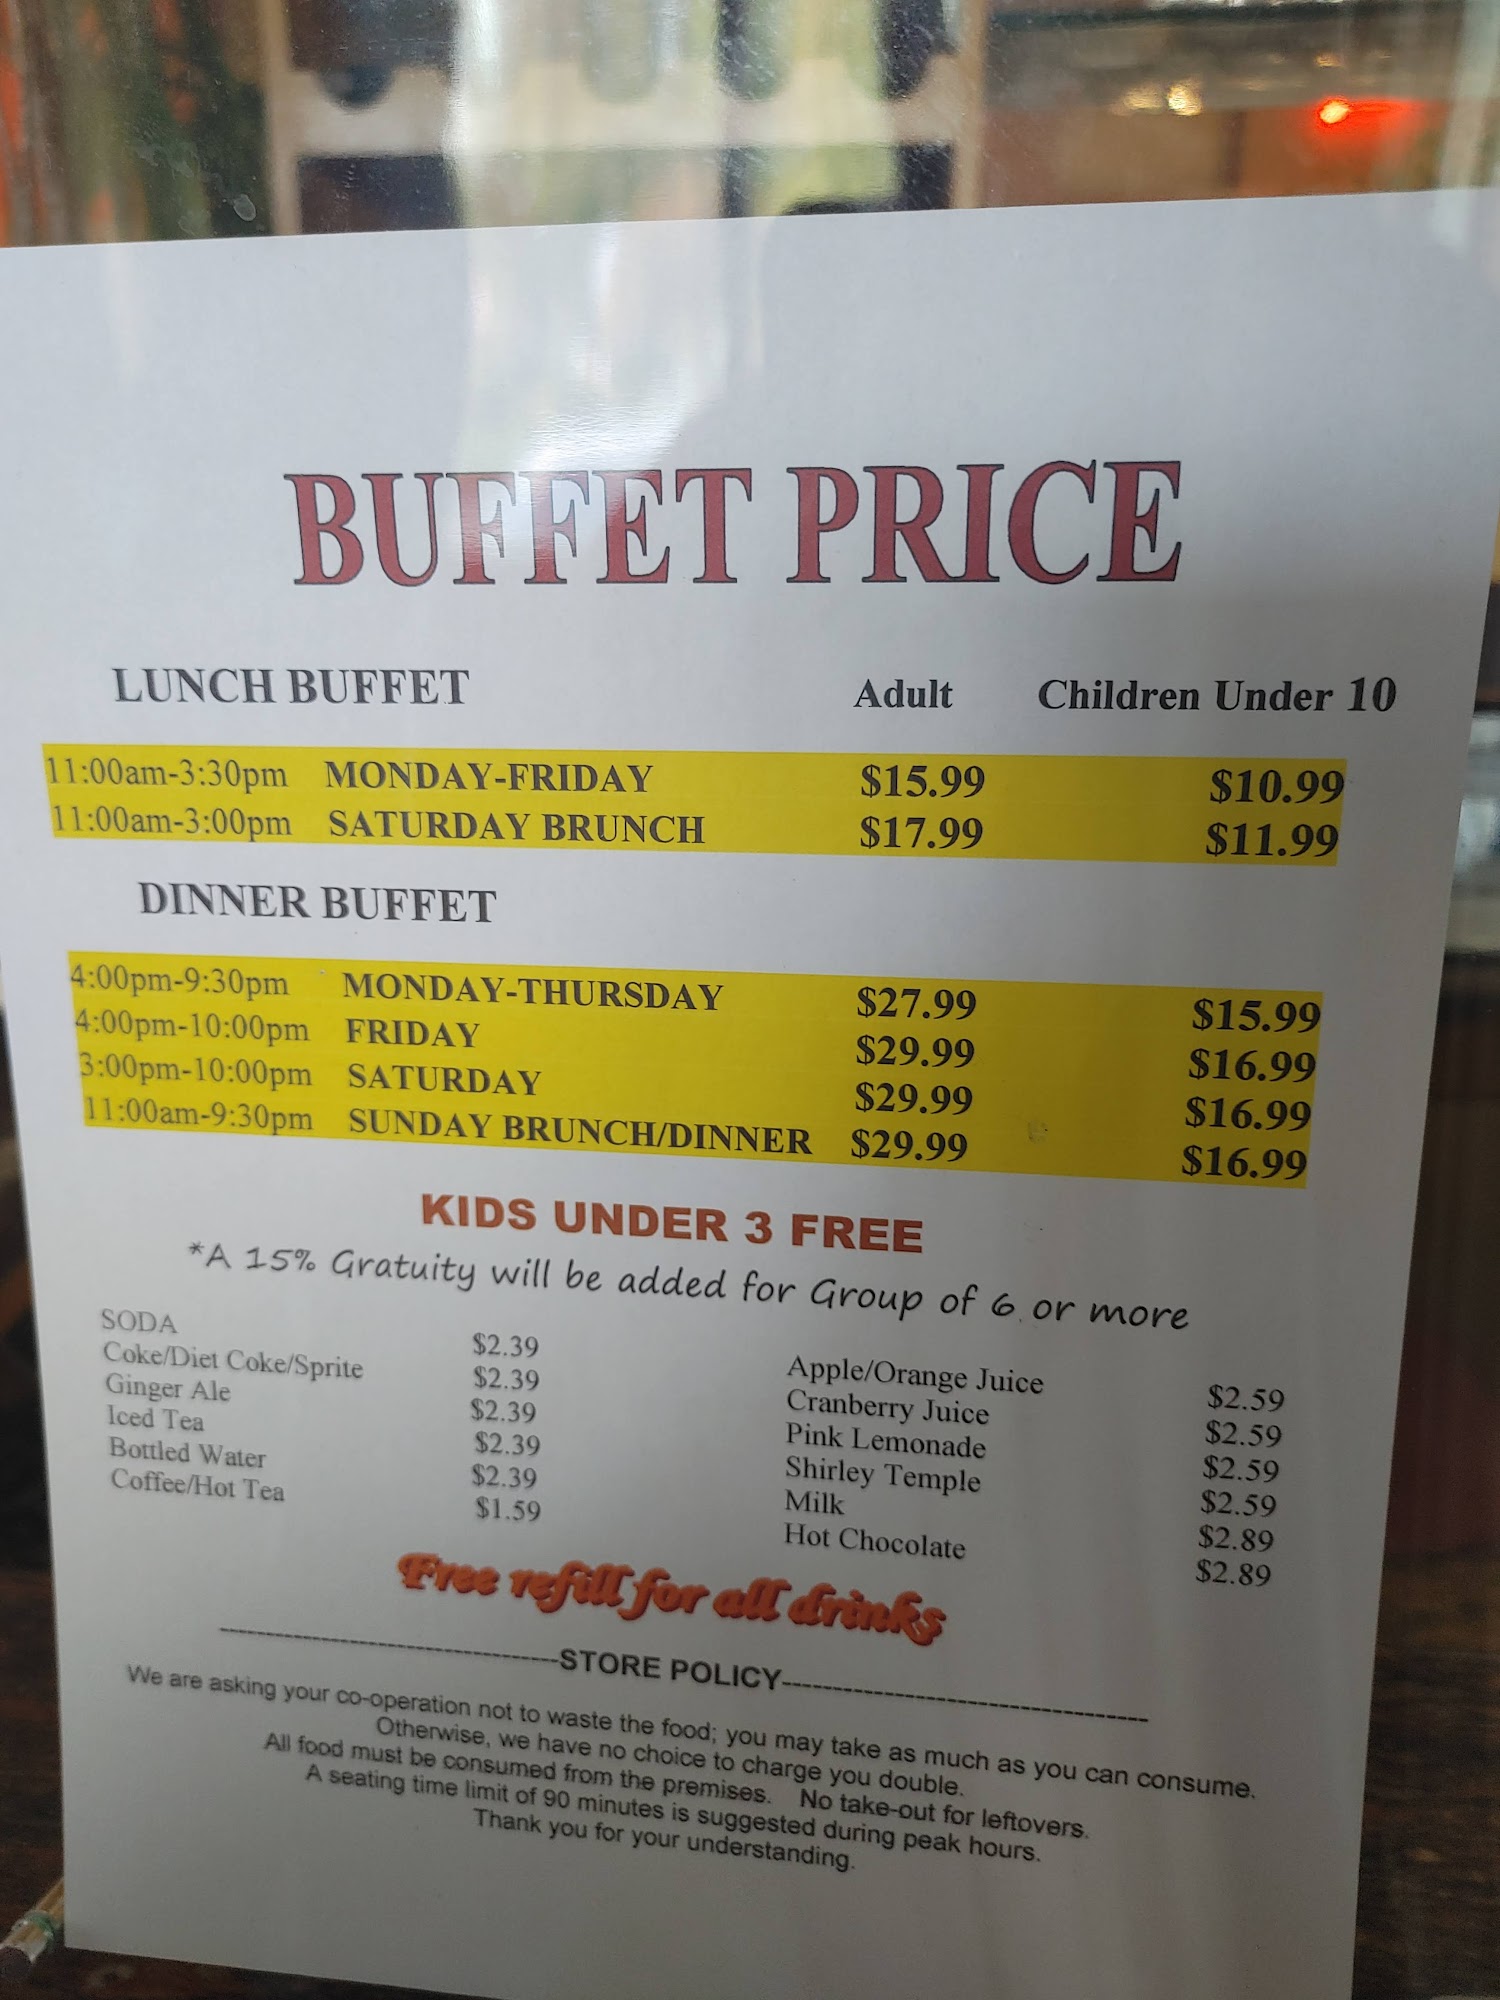 BUFFET PRICE
LUNCH BUFFET Adult Children Under 10
11:00am-3:30pm MONDAY-FRIDAY $15.99 $10.99
11:00am-3:00pm SATURDAY BRUNCH $17.99 $11.99
DINNER BUFFET
4:00pm-9:30pm MONDAY-THURSDAY $27.99 $15.99
4:00pm-10:00pm FRIDAY $29.99 $16.99
3:00pm-10:00pm SATURDAY $29.99 $16.99
11:00am-9:30pm SUNDAY BRUNCH/DINNER $29.99 $16.99
KIDS UNDER 3 FREE
*A 15% Gratuity will be added for Group of 6 or more
SODA $2.39 Apple/Orange Juice $2.59
Coke/Diet Coke/Sprite $2.39 Cranberry Juice $2.59
Ginger Ale $2.39 Pink Lemonade $2.59
Iced Tea $2.39 Shirley Temple $2.59
Bottled Water $2.39 Milk $2.89
Coffee/Hot Tea $1.59 Hot Chocolate $2.89
Free refill for all drinks
----------------------------------STORE POLICY------------------------------------
We are asking your co-operation not to waste the food; you may take as much as you can consume.
Otherwise, we have no choice to charge you double.
All food must be consumed from the premises. No take-out for leftovers.
A seating time limit of 90 minutes is suggested during peak hours.
Thank you for your understanding.